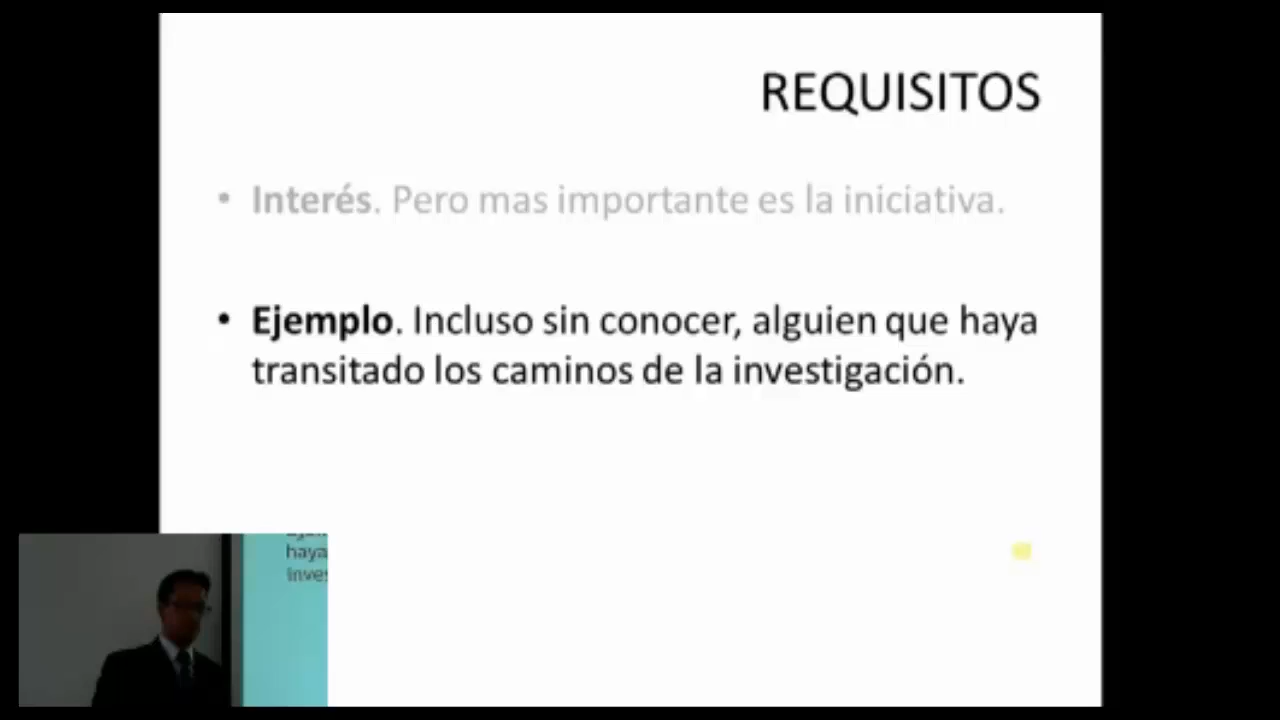 REQUISITOS
• Interés. Pero mas importante es la iniciativa.
• Ejemplo. Incluso sin conocer, alguien que haya
transitado los caminos de la investigación.
haya